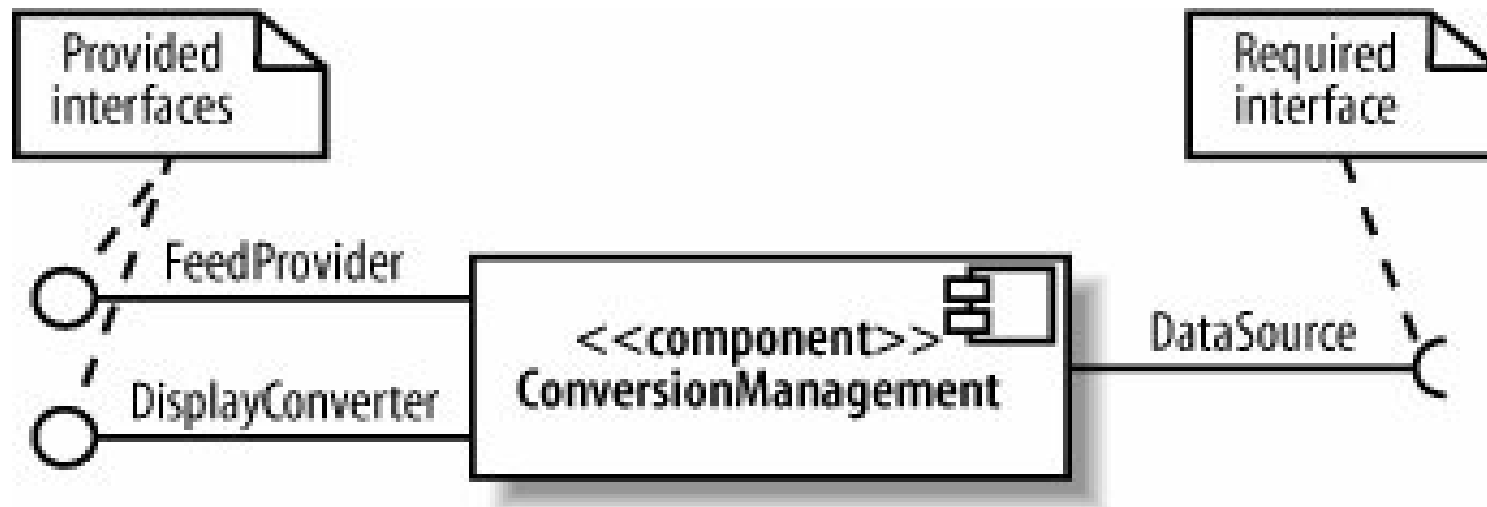 Provided
interfaces
Required
interface
FeedProvider
<<component>>
ConversionManagement
DataSource
DisplayConverter